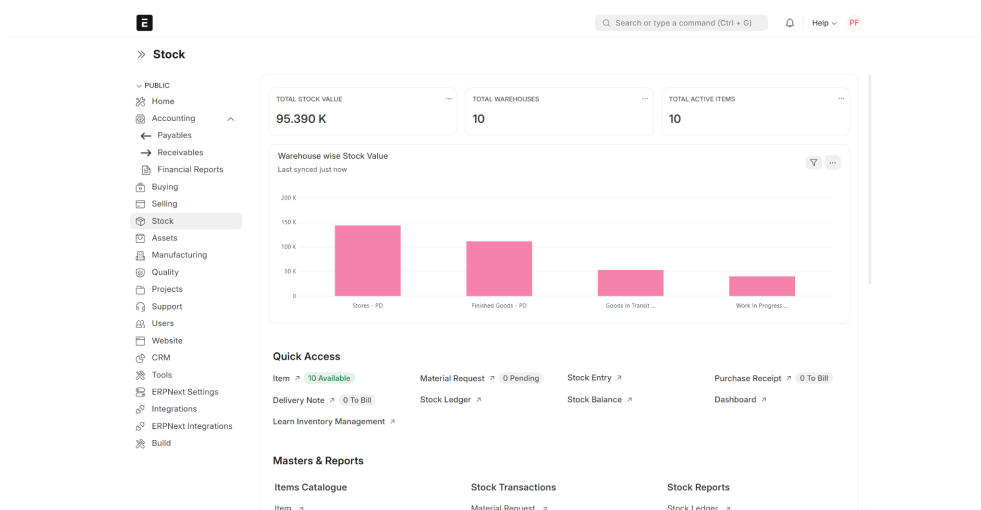 Search or type a command (Ctrl + G)
Help
PF
Stock
PUBLIC
Home
Accounting
Payables
Receivables
Financial Reports
Buying
Selling
Stock
Assets
Manufacturing
Quality
Projects
Support
Users
Website
CRM
Tools
ERPNext Settings
Integrations
ERPNext Integrations
Build
TOTAL STOCK VALUE
95.390 K
TOTAL WAREHOUSES
10
TOTAL ACTIVE ITEMS
10
Warehouse wise Stock Value
Last synced just now
200 K
150 K
100 K
50 K
0
Stores - PD
Finished Goods - PD
Goods In Transit ...
Work In Progress ...
Quick Access
Item 10 Available
Material Request 0 Pending
Stock Entry
Purchase Receipt 0 To Bill
Delivery Note 0 To Bill
Stock Ledger
Stock Balance
Dashboard
Learn Inventory Management
Masters & Reports
Items Catalogue
Stock Transactions
Stock Reports
Item
Material Request
Stock Ledger